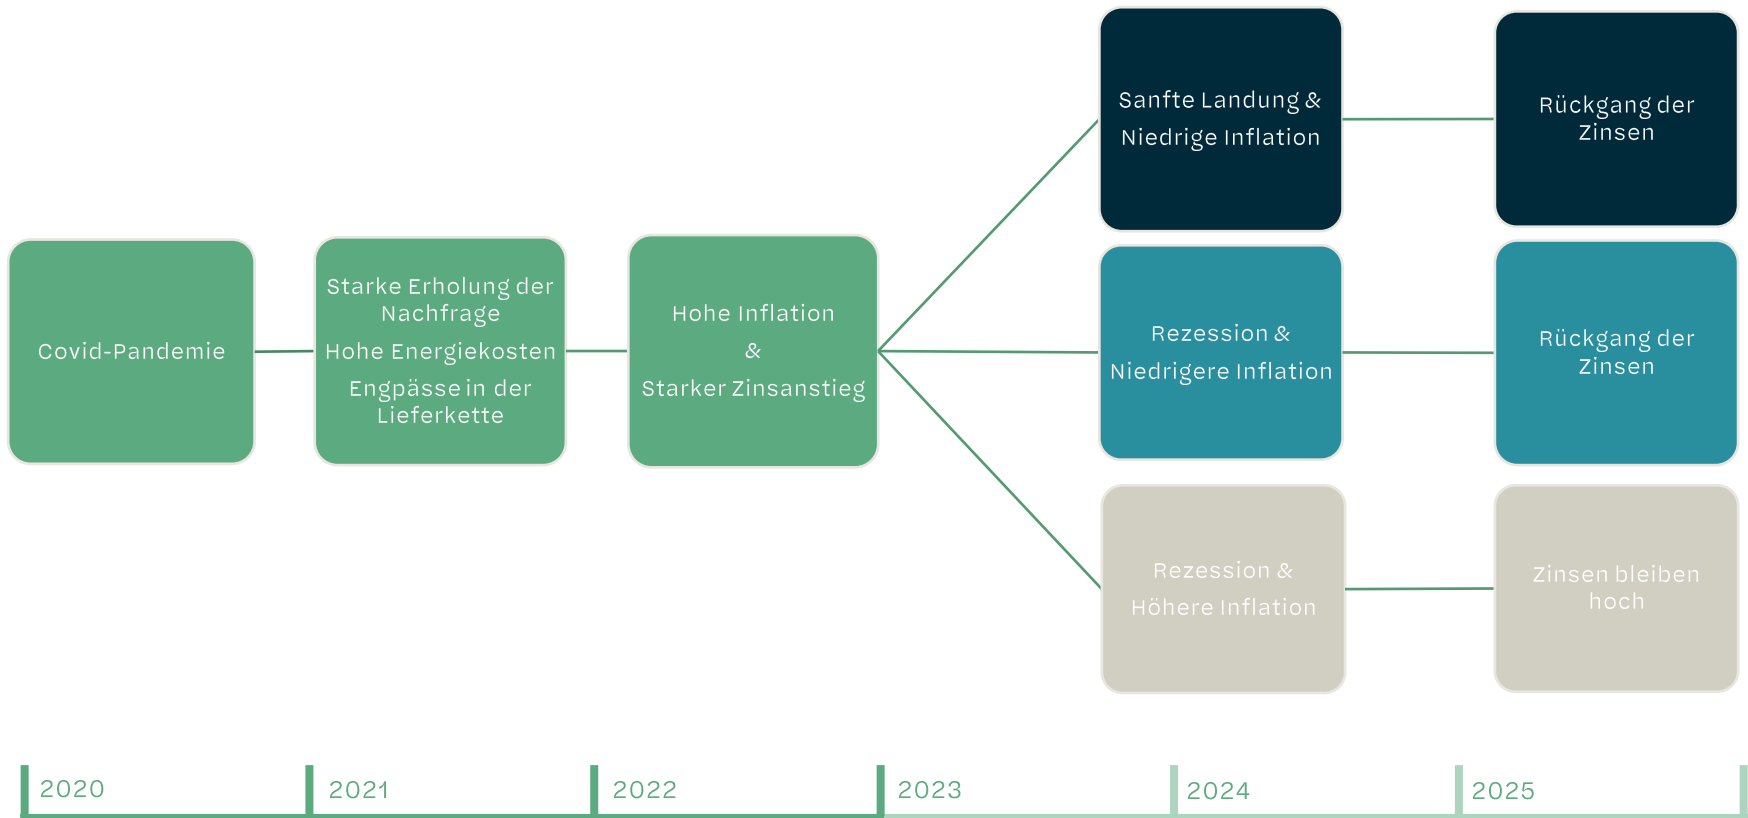 Covid-Pandemie
Starke Erholung der
Nachfrage
Hohe Energiekosten
Engpässe in der
Lieferkette
Hohe Inflation
&
Starker Zinsanstieg
Sanfte Landung &
Niedrige Inflation
Rückgang der
Zinsen
Rezession &
Niedrigere Inflation
Rückgang der
Zinsen
Rezession &
Höhere Inflation
Zinsen bleiben
hoch
2020
2021
2022
2023
2024
2025